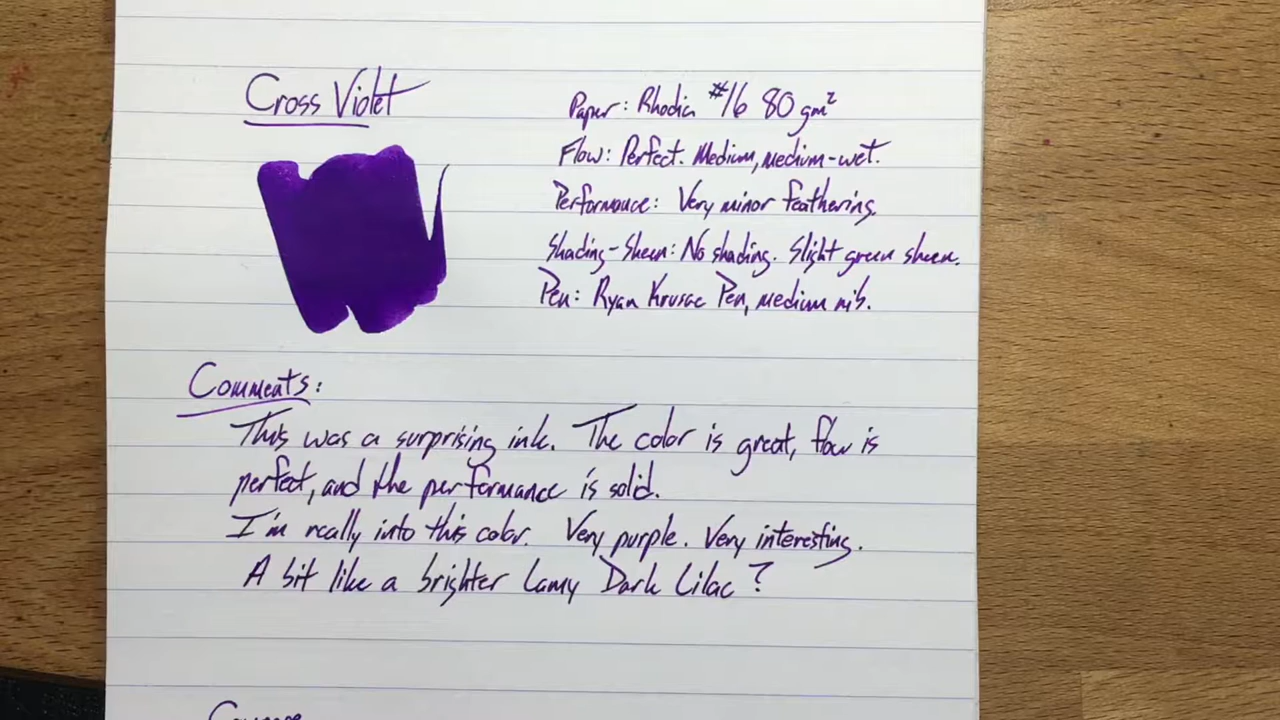 Cross Violet
Paper: Rhodia #16 80 gm²
Flow: Perfect. Medium, medium-wet.
Performance: Very minor feathering.
Shading-Sheen: No shading. Slight green sheen.
Pen: Ryan Krusac Pen, medium nib.
Comments:
This was a surprising ink. The color is great, flow is
perfect, and the performance is solid.
I'm really into this color. Very purple. Very interesting.
A bit like a brighter Lamy Dark Lilac?